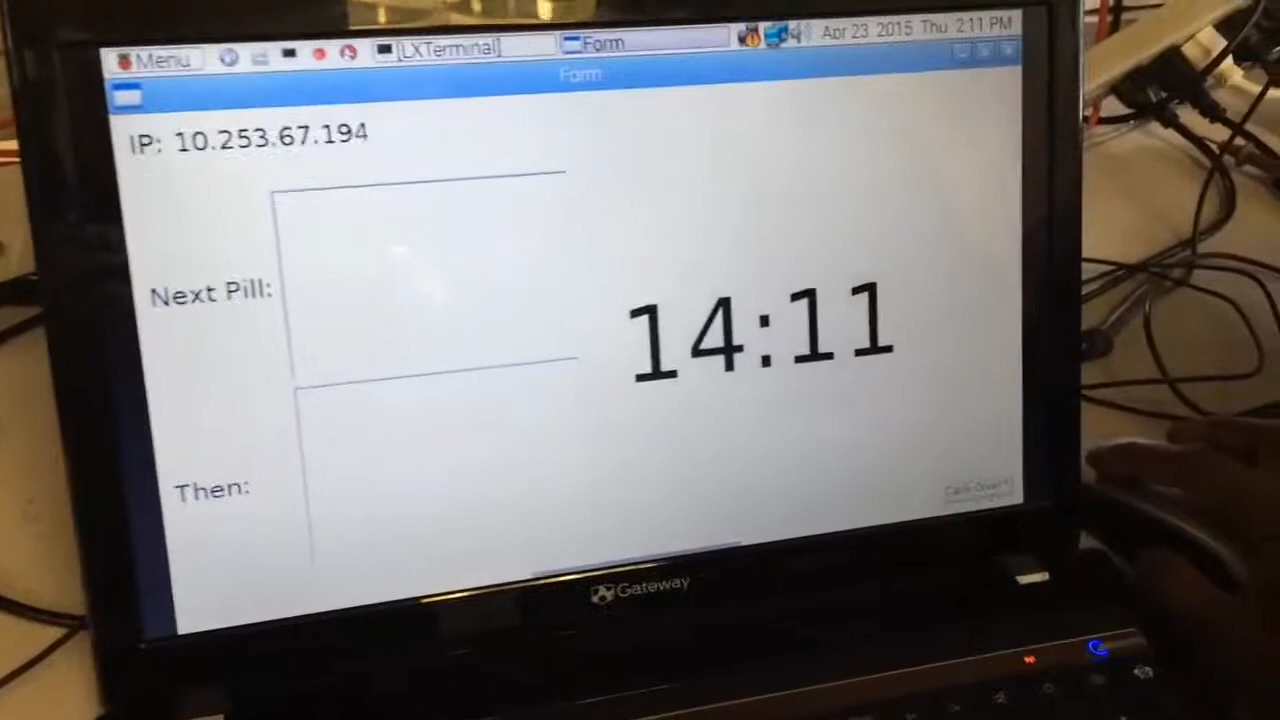 Menu [LXTerminal] Form Apr 23 2015 Thu 2:11 PM
Form
IP: 10.253.67.194
Next Pill:
14:11
Then:
Gateway